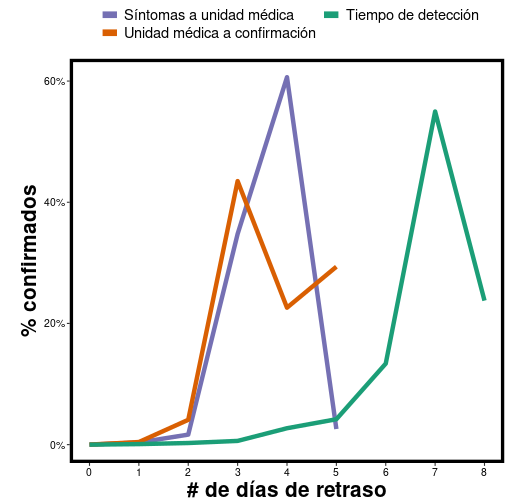 Síntomas a unidad médica
Tiempo de detección
Unidad médica a confirmación
60%
40%
20%
0%
% confirmados
0 1 2 3 4 5 6 7 8
# de días de retraso